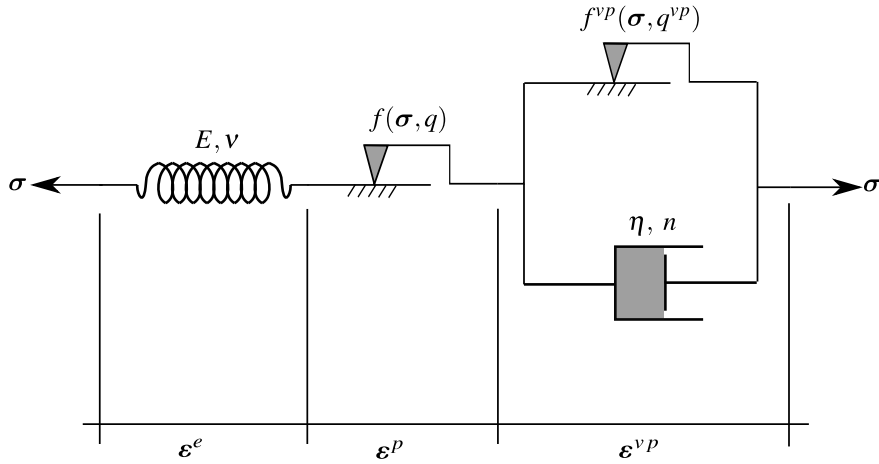 f^{vp}(σ, q^{vp})
f(σ, q)
E, ν
σ
σ
η, n
ε^e
ε^p
ε^{vp}